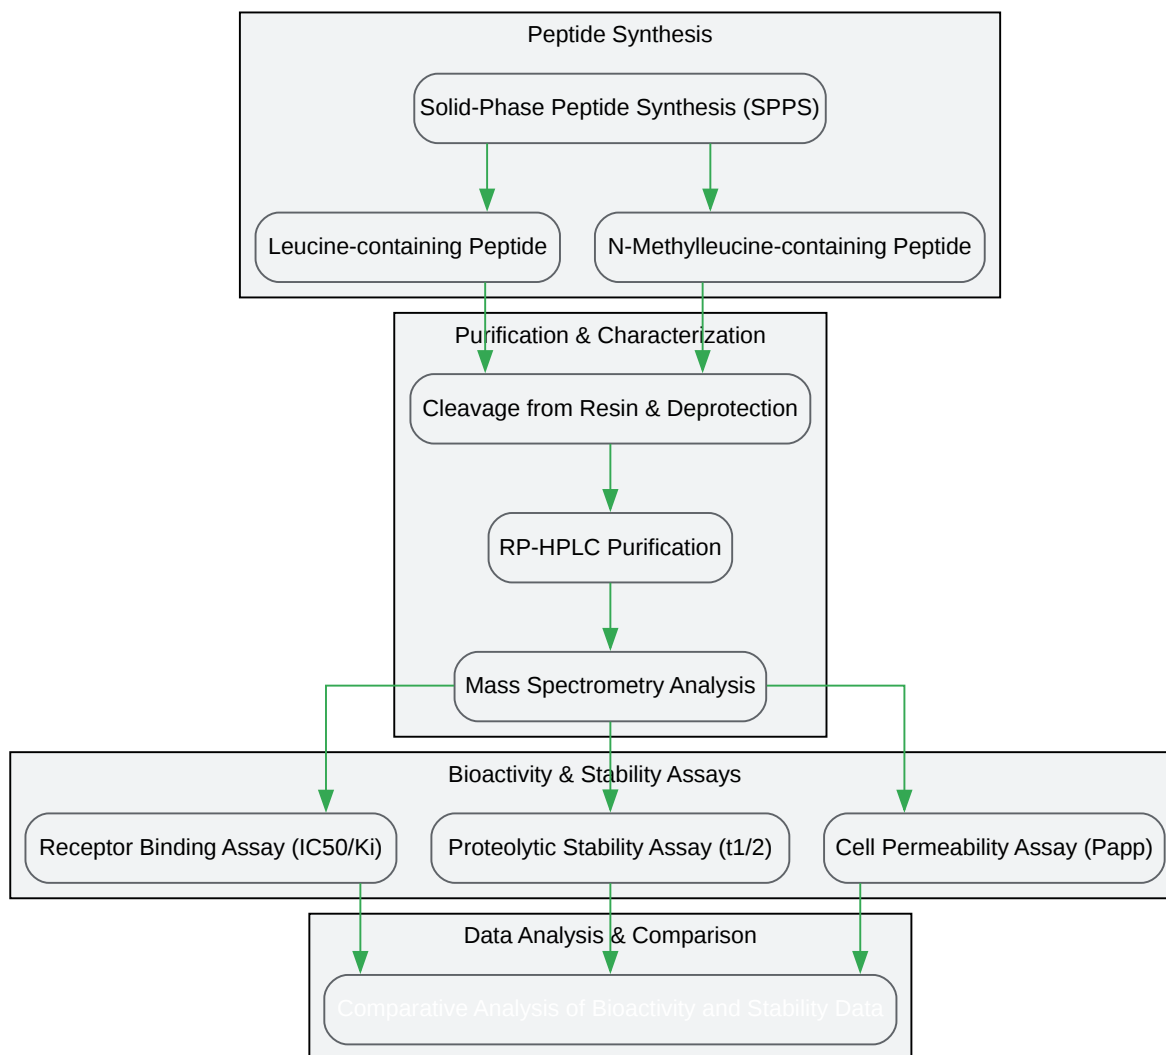 Peptide Synthesis
Solid-Phase Peptide Synthesis (SPPS)
Leucine-containing Peptide
N-Methylleucine-containing Peptide
Purification & Characterization
Cleavage from Resin & Deprotection
RP-HPLC Purification
Mass Spectrometry Analysis
Bioactivity & Stability Assays
Receptor Binding Assay (IC50/Ki)
Proteolytic Stability Assay (t1/2)
Cell Permeability Assay (Papp)
Data Analysis & Comparison
Comparative Analysis of Bioactivity and Stability Data